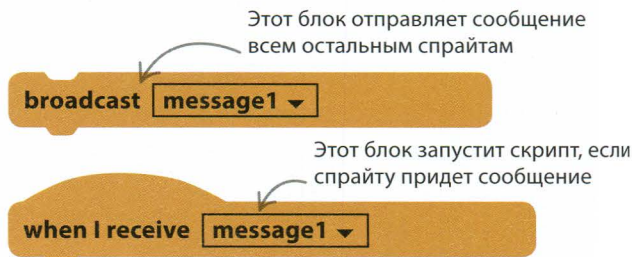 Этот блок отправляет сообщение
всем остальным спрайтам
broadcast message1
Этот блок запустит скрипт, если
спрайту придет сообщение
when I receive message1